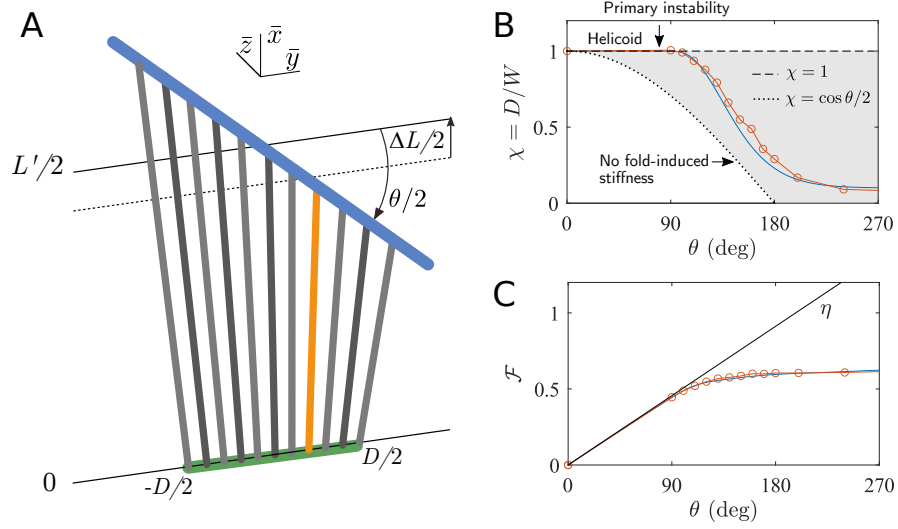 A
z̄
x̄
ȳ
L′/2
ΔL/2
θ/2
0
-D/2
D/2
B
Primary instability
Helicoid
χ = 1
χ = cos θ/2
No fold-induced
stiffness
χ = D/W
1
0.5
0
0
90
180
270
θ (deg)
C
η
ℱ
1
0.5
0
0
90
180
270
θ (deg)